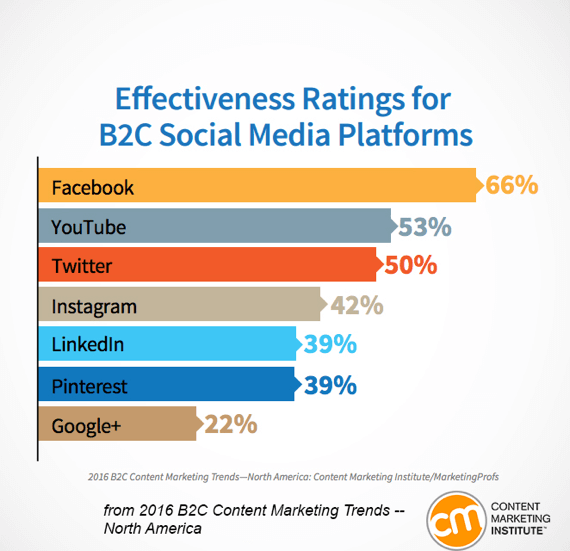 Effectiveness Ratings for
B2C Social Media Platforms
Facebook 66%
YouTube 53%
Twitter 50%
Instagram 42%
LinkedIn 39%
Pinterest 39%
Google+ 22%
2016 B2C Content Marketing Trends—North America: Content Marketing Institute/MarketingProfs
from 2016 B2C Content Marketing Trends --
North America
cm
CONTENT
MARKETING
INSTITUTE™